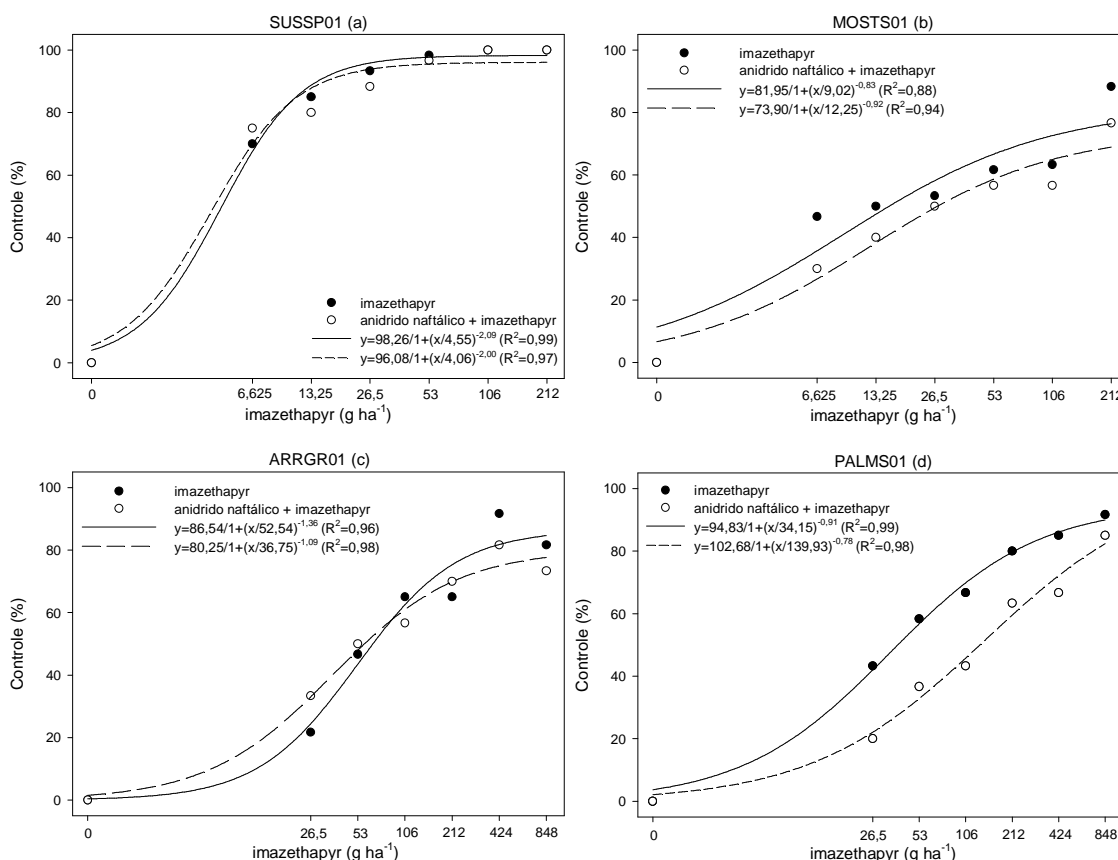 SUSSP01 (a)
Controle (%)
100
80
60
40
20
0
imazethapyr
anidrido naftálico + imazethapyr
y=98,26/1+(x/4,55)^-2,09 (R²=0,99)
y=96,08/1+(x/4,06)^-2,00 (R²=0,97)
0 6,625 13,25 26,5 53 106 212
imazethapyr (g ha⁻¹)
MOSTS01 (b)
Controle (%)
100
80
60
40
20
0
imazethapyr
anidrido naftálico + imazethapyr
y=81,95/1+(x/9,02)^-0,83 (R²=0,88)
y=73,90/1+(x/12,25)^-0,92 (R²=0,94)
0 6,625 13,25 26,5 53 106 212
imazethapyr (g ha⁻¹)
ARRGR01 (c)
Controle (%)
100
80
60
40
20
0
imazethapyr
anidrido naftálico + imazethapyr
y=86,54/1+(x/52,54)^-1,36 (R²=0,96)
y=80,25/1+(x/36,75)^-1,09 (R²=0,98)
0 26,5 53 106 212 424 848
imazethapyr (g ha⁻¹)
PALMS01 (d)
Controle (%)
100
80
60
40
20
0
imazethapyr
anidrido naftálico + imazethapyr
y=94,83/1+(x/34,15)^-0,91 (R²=0,99)
y=102,68/1+(x/139,93)^-0,78 (R²=0,98)
0 26,5 53 106 212 424 848
imazethapyr (g ha⁻¹)